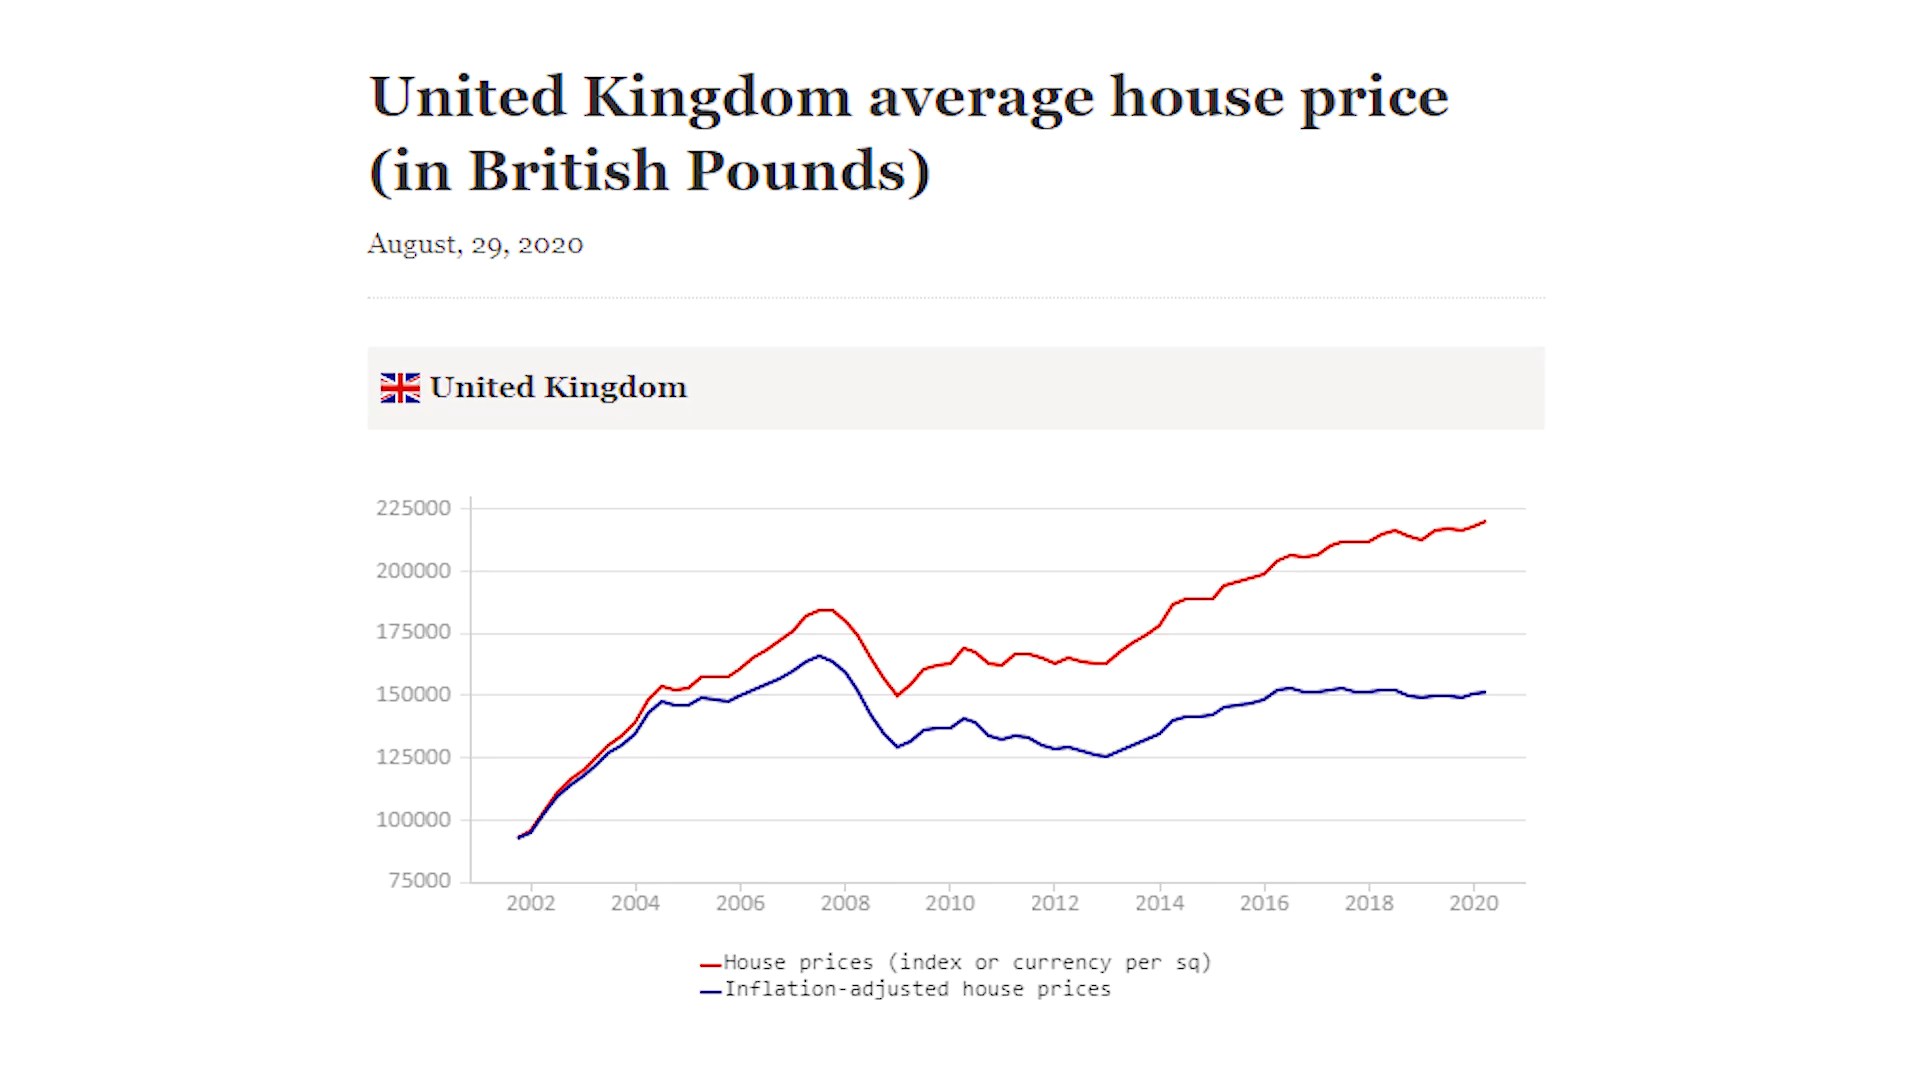 United Kingdom average house price
(in British Pounds)
August, 29, 2020
United Kingdom
225000
200000
175000
150000
125000
100000
75000
2002 2004 2006 2008 2010 2012 2014 2016 2018 2020
House prices (index or currency per sq)
Inflation-adjusted house prices